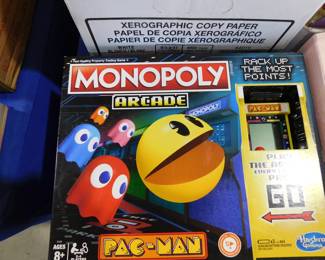 XEROGRAPHIC COPY PAPER
PAPEL DE COPIA XEROGRÁFICO
PAPIER DE COPIE XÉROGRAPHIQUE
MONOPOLY
ARCADE
RACK UP
THE MOST
POINTS!
MONOPOLY
PAC-MAN
GO
PAC-MAN
AGES
8+
Hasbro